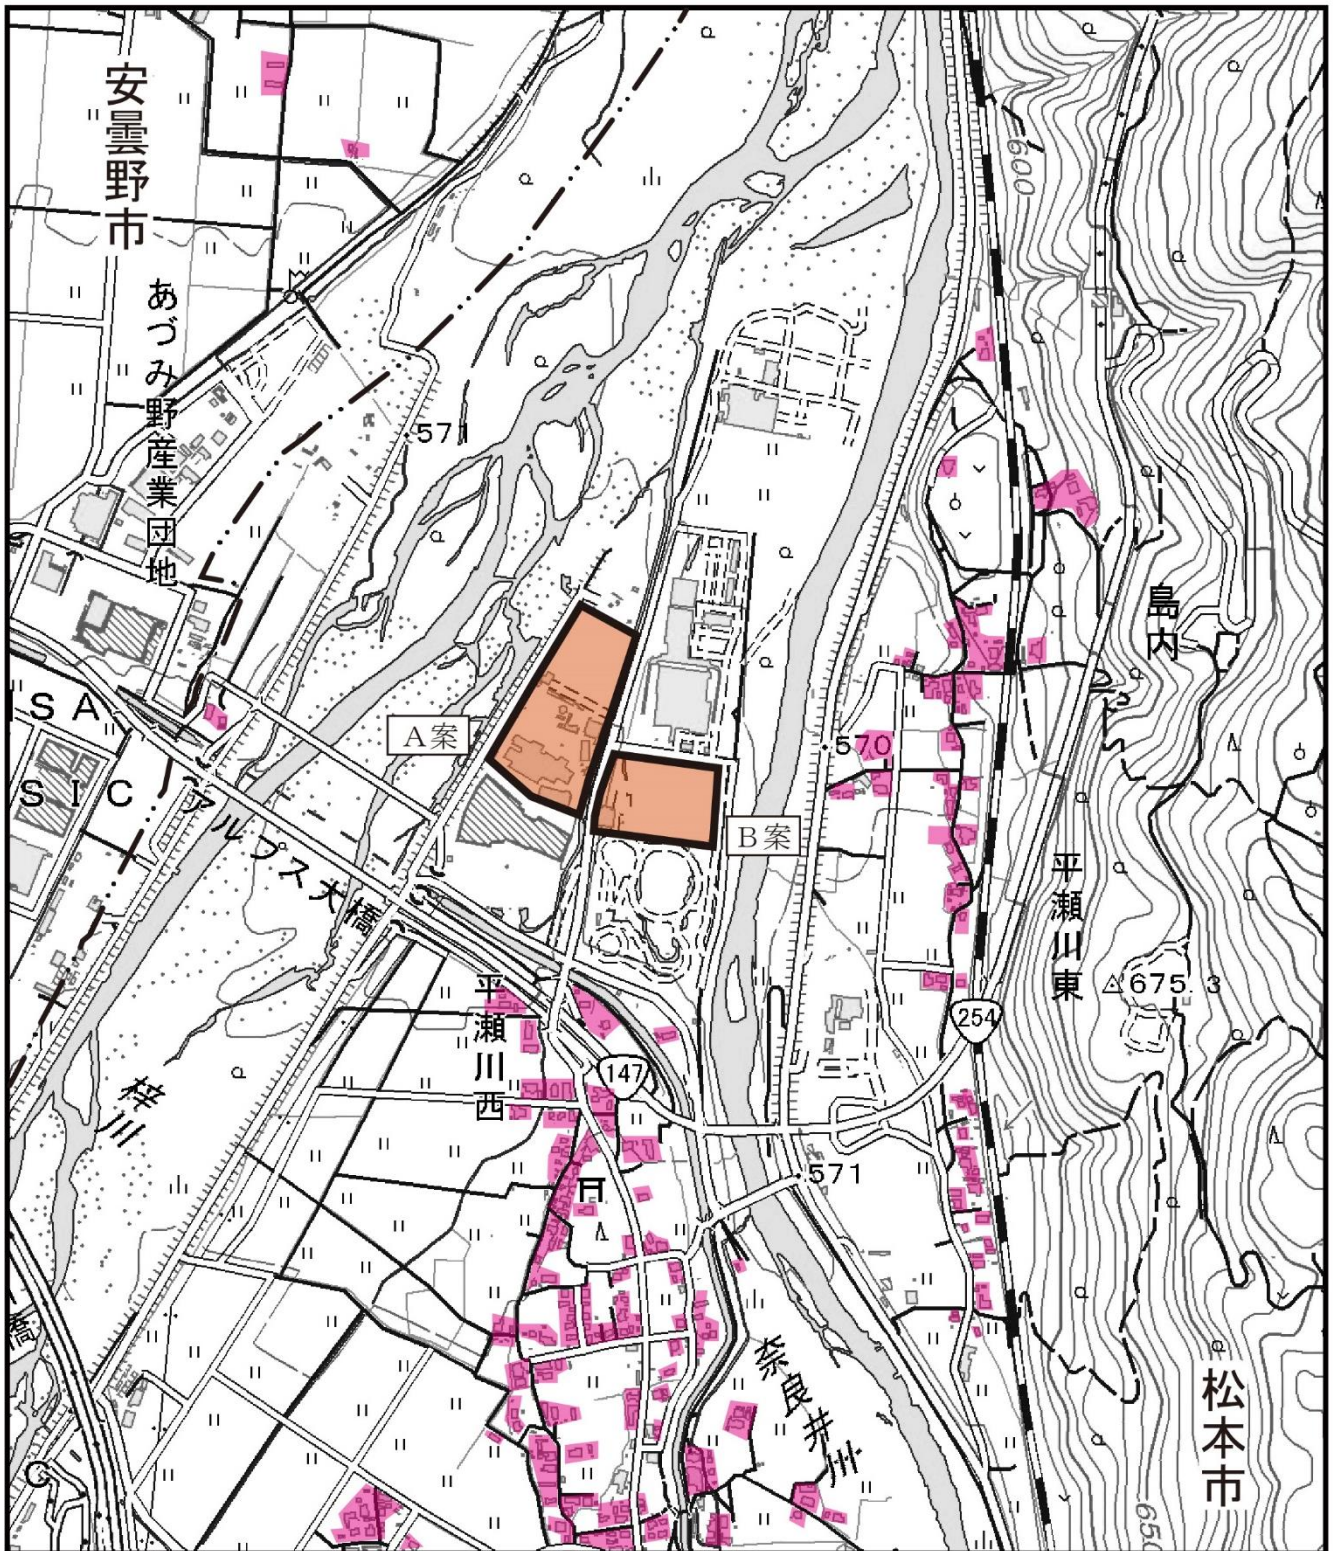 安曇野市
あづみ野産業団地
600
571
島内
A案
570
B案
SA
SIC
アルプス大橋
平瀬川東
675.3
254
平瀬川西
147
梓川
571
橋
奈良井川
松本市
650
C